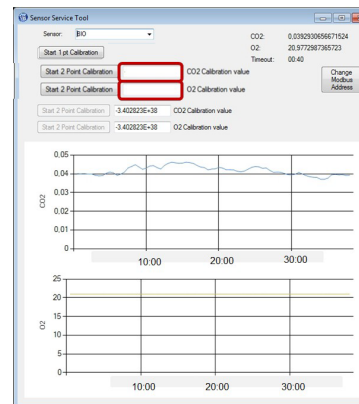 Sensor Service Tool
Sensor: BIO
CO2: 0.0392930656671524
O2: 20.9772987365723
Timeout: 00:40
Start 1 pt Calibration
Start 2 Point Calibration CO2 Calibration value
Start 2 Point Calibration O2 Calibration value
Change
Modbus
Address
Start 2 Point Calibration -3.402823E+38 CO2 Calibration value
Start 2 Point Calibration -3.402823E+38 O2 Calibration value
0,05
0,04
0,03
0,02
0,01
0
CO2
10:00 20:00 30:00
25
20
15
10
5
0
O2
10:00 20:00 30:00